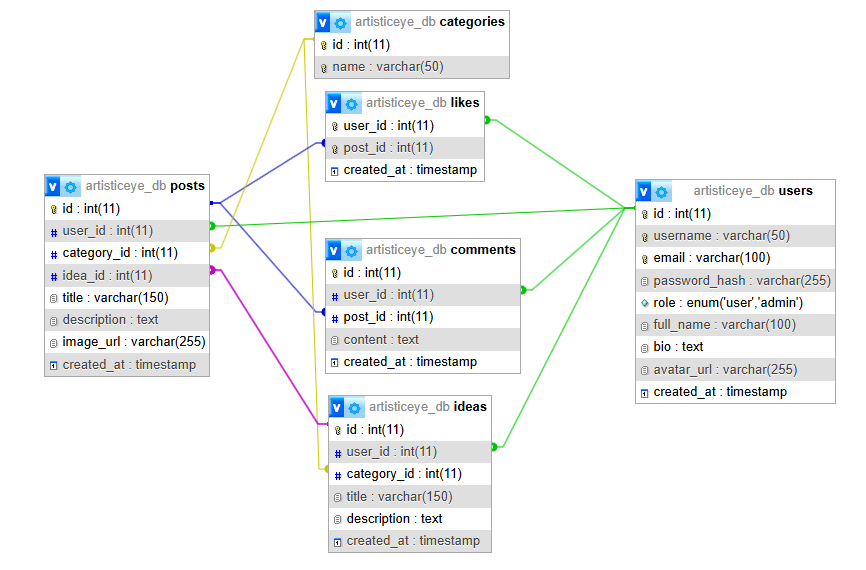 artisticeye_db categories
id : int(11)
name : varchar(50)
artisticeye_db likes
user_id : int(11)
post_id : int(11)
created_at : timestamp
artisticeye_db posts
id : int(11)
user_id : int(11)
category_id : int(11)
idea_id : int(11)
title : varchar(150)
description : text
image_url : varchar(255)
created_at : timestamp
artisticeye_db users
id : int(11)
username : varchar(50)
email : varchar(100)
password_hash : varchar(255)
role : enum('user','admin')
full_name : varchar(100)
bio : text
avatar_url : varchar(255)
created_at : timestamp
artisticeye_db comments
id : int(11)
user_id : int(11)
post_id : int(11)
content : text
created_at : timestamp
artisticeye_db ideas
id : int(11)
user_id : int(11)
category_id : int(11)
title : varchar(150)
description : text
created_at : timestamp